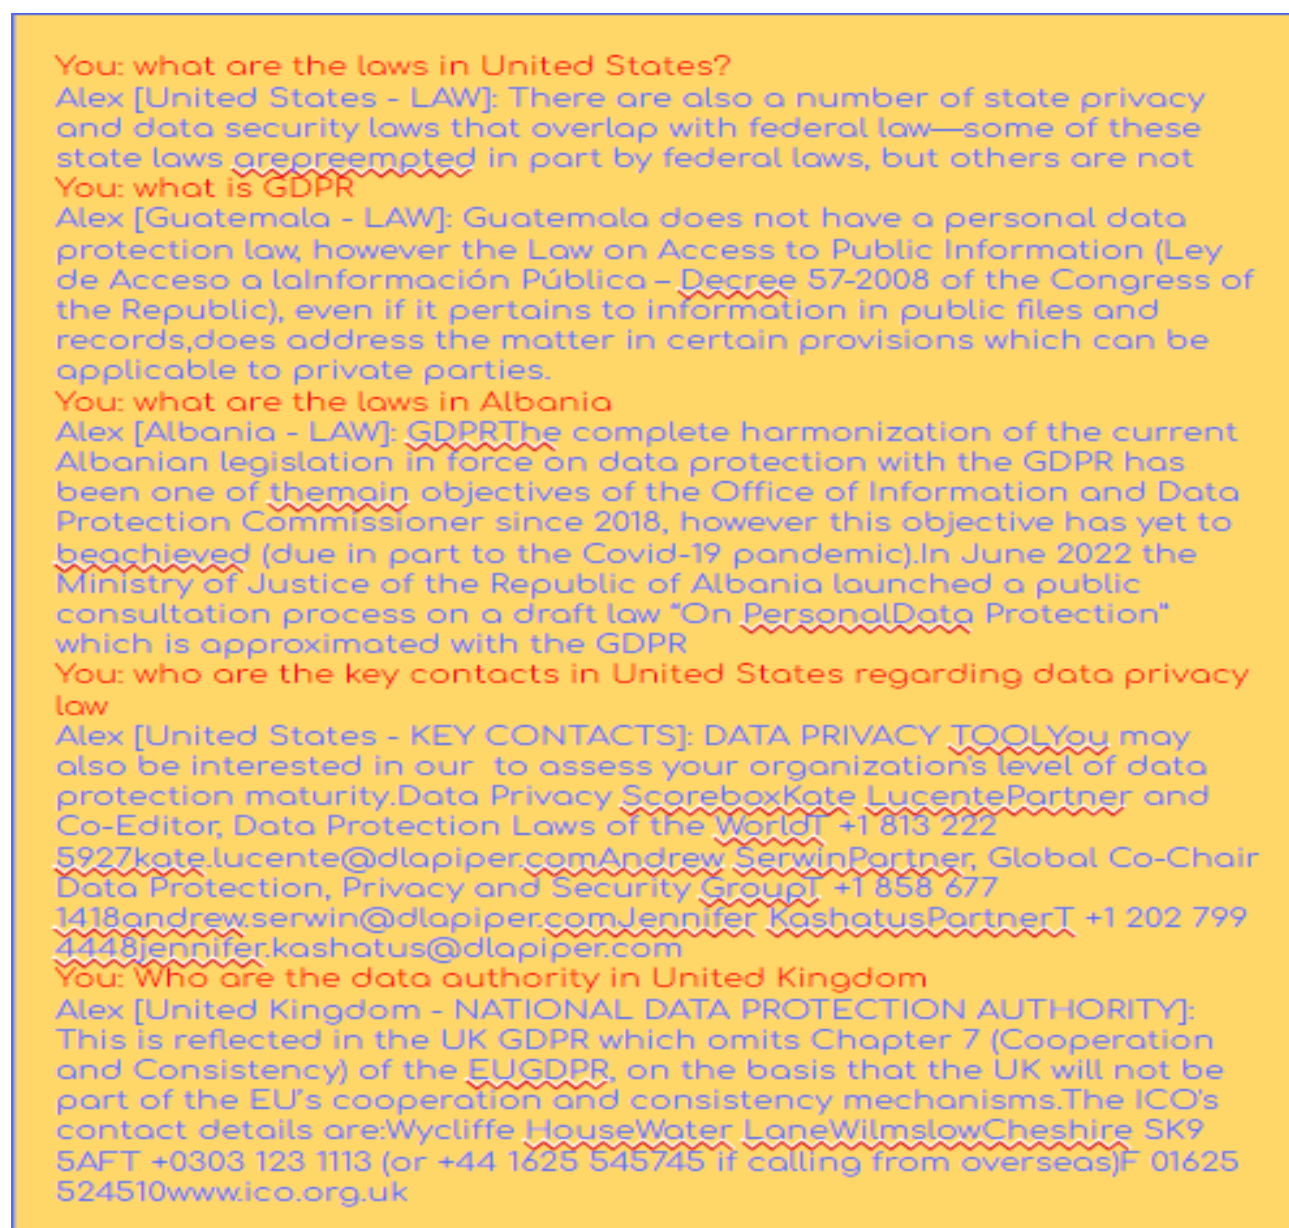 You: what are the laws in United States?
Alex [United States - LAW]: There are also a number of state privacy
and data security laws that overlap with federal law—some of these
state laws arepreempted in part by federal laws, but others are not
You: what is GDPR
Alex [Guatemala - LAW]: Guatemala does not have a personal data
protection law, however the Law on Access to Public Information (Ley
de Acceso a laInformación Pública – Decree 57-2008 of the Congress of
the Republic), even if it pertains to information in public files and
records,does address the matter in certain provisions which can be
applicable to private parties.
You: what are the laws in Albania
Alex [Albania - LAW]: GDPRThe complete harmonization of the current
Albanian legislation in force on data protection with the GDPR has
been one of themain objectives of the Office of Information and Data
Protection Commissioner since 2018, however this objective has yet to
beachieved (due in part to the Covid-19 pandemic).In June 2022 the
Ministry of Justice of the Republic of Albania launched a public
consultation process on a draft law “On PersonalData Protection”
which is approximated with the GDPR
You: who are the key contacts in United States regarding data privacy
law
Alex [United States - KEY CONTACTS]: DATA PRIVACY TOOLYou may
also be interested in our  to assess your organization's level of data
protection maturity.Data Privacy ScoreboxKate LucentePartner and
Co-Editor, Data Protection Laws of the WorldT +1 813 222
5927kate.lucente@dlapiper.comAndrew SerwinPartner, Global Co-Chair
Data Protection, Privacy and Security GroupT +1 858 677
1418andrew.serwin@dlapiper.comJennifer KashatusPartnerT +1 202 799
4448jennifer.kashatus@dlapiper.com
You: Who are the data authority in United Kingdom
Alex [United Kingdom - NATIONAL DATA PROTECTION AUTHORITY]:
This is reflected in the UK GDPR which omits Chapter 7 (Cooperation
and Consistency) of the EUGDPR, on the basis that the UK will not be
part of the EU's cooperation and consistency mechanisms.The ICO's
contact details are:Wycliffe HouseWater LaneWilmslowCheshire SK9
5AFT +0303 123 1113 (or +44 1625 545745 if calling from overseas)F 01625
524510www.ico.org.uk